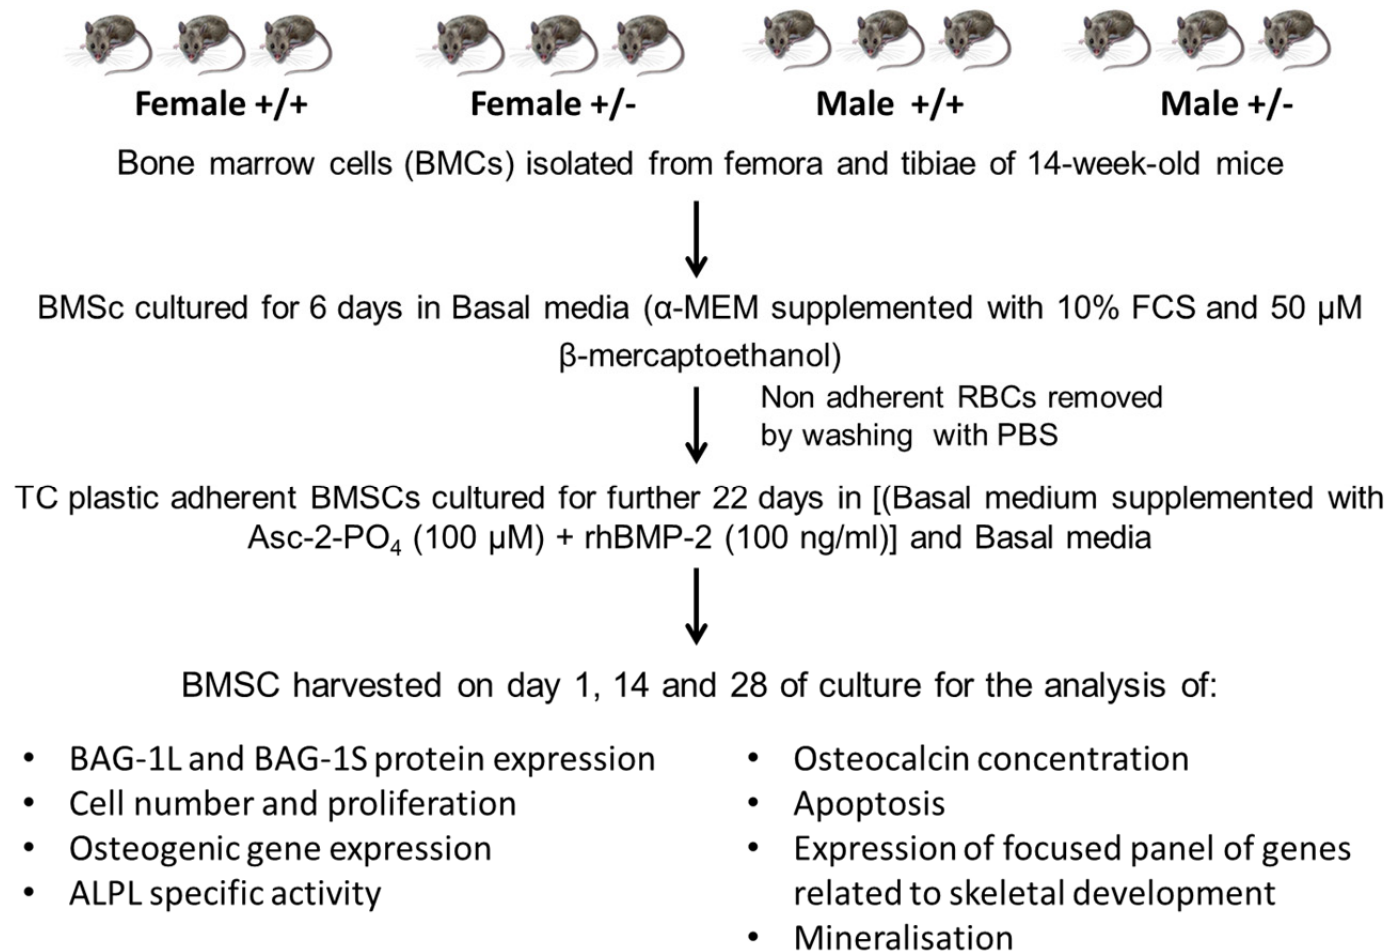 Female +/+ Female +/- Male +/+ Male +/-
Bone marrow cells (BMCs) isolated from femora and tibiae of 14-week-old mice
BMSc cultured for 6 days in Basal media (α-MEM supplemented with 10% FCS and 50 µM
β-mercaptoethanol)
Non adherent RBCs removed
by washing with PBS
TC plastic adherent BMSCs cultured for further 22 days in [(Basal medium supplemented with
Asc-2-PO₄ (100 µM) + rhBMP-2 (100 ng/ml)] and Basal media
BMSC harvested on day 1, 14 and 28 of culture for the analysis of:
• BAG-1L and BAG-1S protein expression
• Cell number and proliferation
• Osteogenic gene expression
• ALPL specific activity
• Osteocalcin concentration
• Apoptosis
• Expression of focused panel of genes
related to skeletal development
• Mineralisation